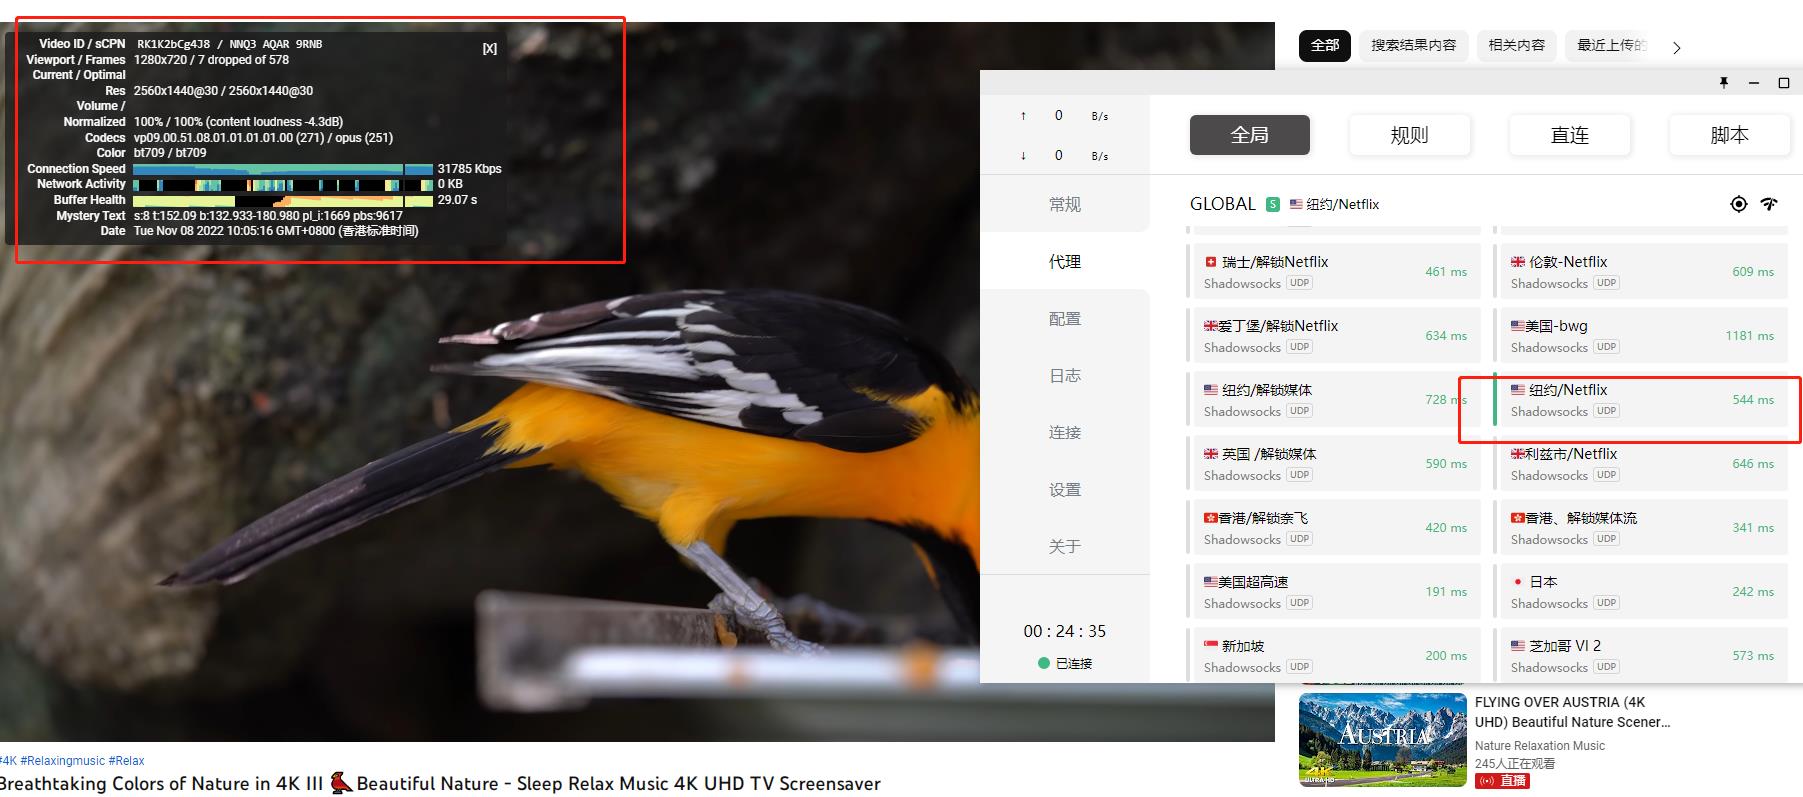 Video ID / sCPN RK1K2bCg4J8 / NNQ3 AQAR 9RNB
[X]
Viewport / Frames 1280x720 / 7 dropped of 578
Current / Optimal
Res 2560x1440@30 / 2560x1440@30
Volume /
Normalized 100% / 100% (content loudness -4.3dB)
Codecs vp09.00.51.08.01.01.01.01.00 (271) / opus (251)
Color bt709 / bt709
Connection Speed 31785 Kbps
Network Activity 0 KB
Buffer Health 29.07 s
Mystery Text s:8 t:152.09 b:132.933-180.980 pl_i:1669 pbs:9617
Date Tue Nov 08 2022 10:05:16 GMT+0800 (香港标准时间)
全部 搜索结果内容 相关内容 最近上传的
↑ 0 B/s
↓ 0 B/s
常规
代理
配置
日志
连接
设置
关于
00 : 24 : 35
已连接
全局 规则 直连 脚本
GLOBAL S 纽约/Netflix
瑞士/解锁Netflix
Shadowsocks UDP
461 ms
伦敦-Netflix
Shadowsocks UDP
609 ms
爱丁堡/解锁Netflix
Shadowsocks UDP
634 ms
美国-bwg
Shadowsocks UDP
1181 ms
纽约/解锁媒体
Shadowsocks UDP
728 ms
纽约/Netflix
Shadowsocks UDP
544 ms
英国 /解锁媒体
Shadowsocks UDP
590 ms
利兹市/Netflix
Shadowsocks UDP
646 ms
香港/解锁奈飞
Shadowsocks UDP
420 ms
香港、解锁媒体流
Shadowsocks UDP
341 ms
美国超高速
Shadowsocks UDP
191 ms
日本
Shadowsocks UDP
242 ms
新加坡
Shadowsocks UDP
200 ms
芝加哥 VI 2
Shadowsocks UDP
573 ms
AUSTRIA
4K
ULTRA HD
FLYING OVER AUSTRIA (4K
UHD) Beautiful Nature Scener...
Nature Relaxation Music
245人正在观看
直播
#4K #Relaxingmusic #Relax
Breathtaking Colors of Nature in 4K III Beautiful Nature - Sleep Relax Music 4K UHD TV Screensaver